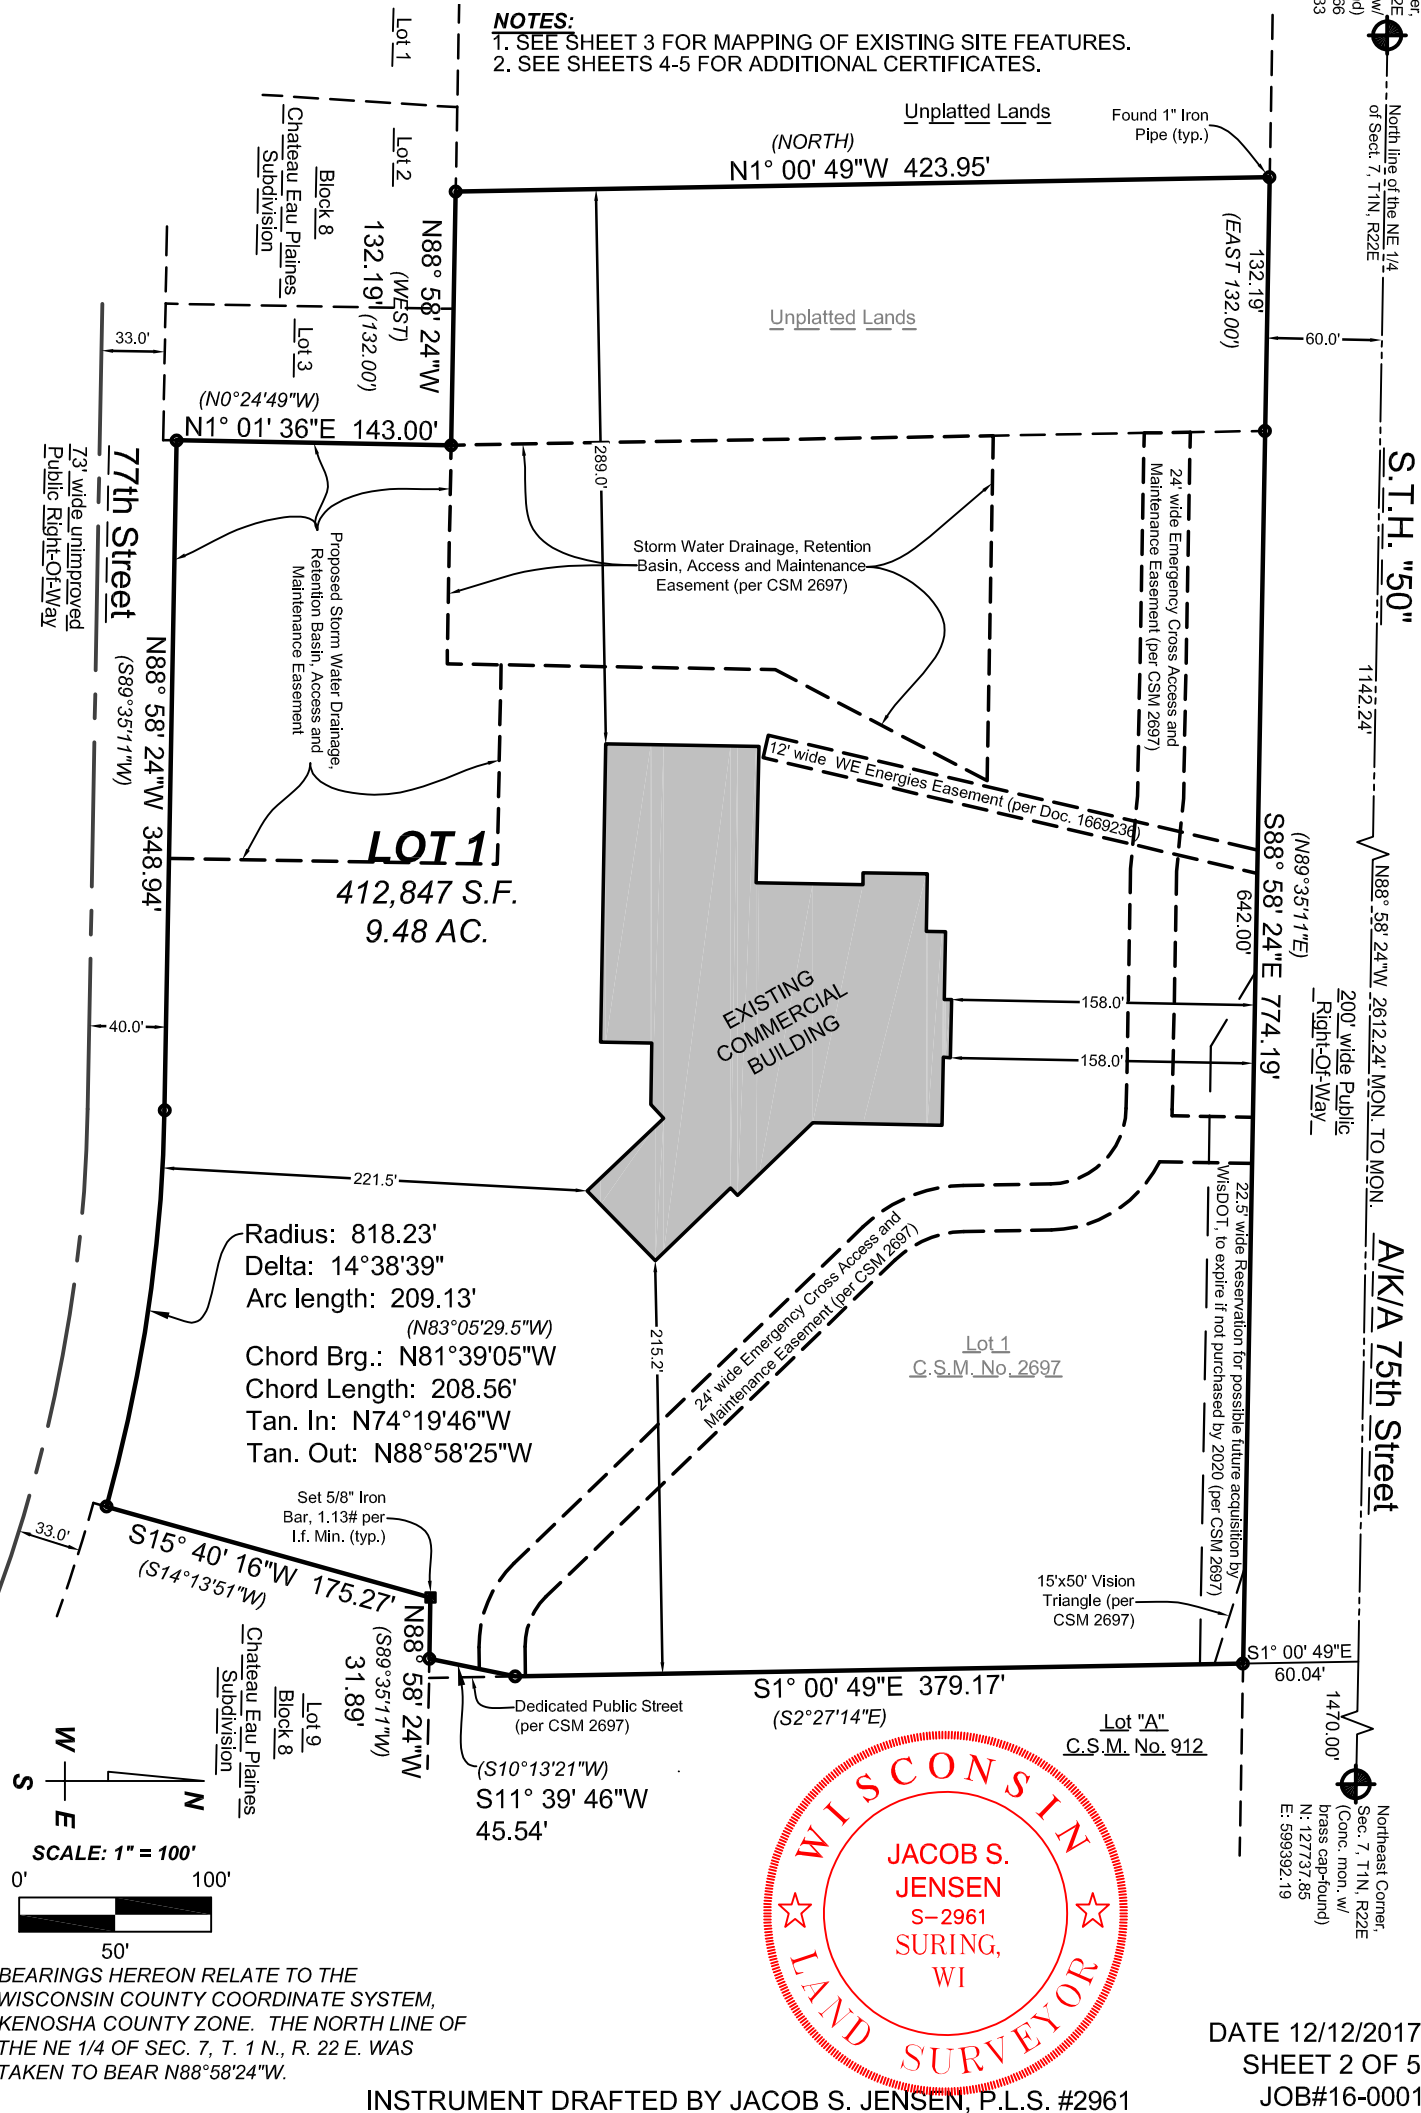 NOTES:
1. SEE SHEET 3 FOR MAPPING OF EXISTING SITE FEATURES.
2. SEE SHEETS 4-5 FOR ADDITIONAL CERTIFICATES.
Unplatted Lands
Found 1" Iron
Pipe (typ.)
(NORTH)
N1° 00' 49"W 423.95'
North line of the NE 1/4
of Sect. 7, T1N, R22E
Lot 1
Lot 2
Block 8
Chateau Eau Plaines
Subdivision
Lot 3
N88° 58' 24"W
(WEST)
132.19'
(132.00')
132.19'
(EAST 132.00')
60.0'
Unplatted Lands
33.0'
(N0°24'49"W)
N1° 01' 36"E 143.00'
289.0'
77th Street
73' wide unimproved
Public Right-Of-Way
S.T.H. "50"
1142.24'
Storm Water Drainage, Retention
Basin, Access and Maintenance
Easement (per CSM 2697)
24' wide Emergency Cross Access and
Maintenance Easement (per CSM 2697)
Proposed Storm Water Drainage,
Retention Basin, Access and
Maintenance Easement
N88° 58' 24"W 348.94'
(S89°35'11"W)
12' wide WE Energies Easement (per Doc. 1669236)
LOT 1
412,847 S.F.
9.48 AC.
(N89°35'11"E)
S88° 58' 24"E 774.19'
642.00'
N88° 58' 24"W 2612.24' MON. TO MON.
200' wide Public
Right-Of-Way
EXISTING
COMMERCIAL
BUILDING
158.0'
158.0'
40.0'
221.5'
Radius: 818.23'
Delta: 14°38'39"
Arc length: 209.13'
(N83°05'29.5"W)
Chord Brg.: N81°39'05"W
Chord Length: 208.56'
Tan. In: N74°19'46"W
Tan. Out: N88°58'25"W
215.2'
24' wide Emergency Cross Access and
Maintenance Easement (per CSM 2697)
Lot 1
C.S.M. No. 2697
22.5' wide Reservation for possible future acquisition by
WisDOT, to expire if not purchased by 2020 (per CSM 2697)
A/K/A 75th Street
Set 5/8" Iron
Bar, 1.13# per
l.f. Min. (typ.)
33.0'
S15° 40' 16"W 175.27'
(S14°13'51"W)
15'x50' Vision
Triangle (per
CSM 2697)
S1° 00' 49"E
60.04'
1470.00'
N88° 58' 24"W
(S89°35'11"W)
31.89'
Lot 9
Block 8
Chateau Eau Plaines
Subdivision
Dedicated Public Street
(per CSM 2697)
S1° 00' 49"E 379.17'
(S2°27'14"E)
Lot "A"
C.S.M. No. 912
(S10°13'21"W)
S11° 39' 46"W
45.54'
Northeast Corner,
Sec. 7, T1N, R22E
(Conc. mon. w/
brass cap-found)
N: 127737.85
E: 599392.19
W
S
N
E
SCALE: 1" = 100'
0'
100'
50'
WISCONSIN
JACOB S.
JENSEN
S-2961
SURING,
WI
LAND SURVEYOR
BEARINGS HEREON RELATE TO THE
WISCONSIN COUNTY COORDINATE SYSTEM,
KENOSHA COUNTY ZONE. THE NORTH LINE OF
THE NE 1/4 OF SEC. 7, T. 1 N., R. 22 E. WAS
TAKEN TO BEAR N88°58'24"W.
DATE 12/12/2017
SHEET 2 OF 5
JOB#16-0001
INSTRUMENT DRAFTED BY JACOB S. JENSEN, P.L.S. #2961